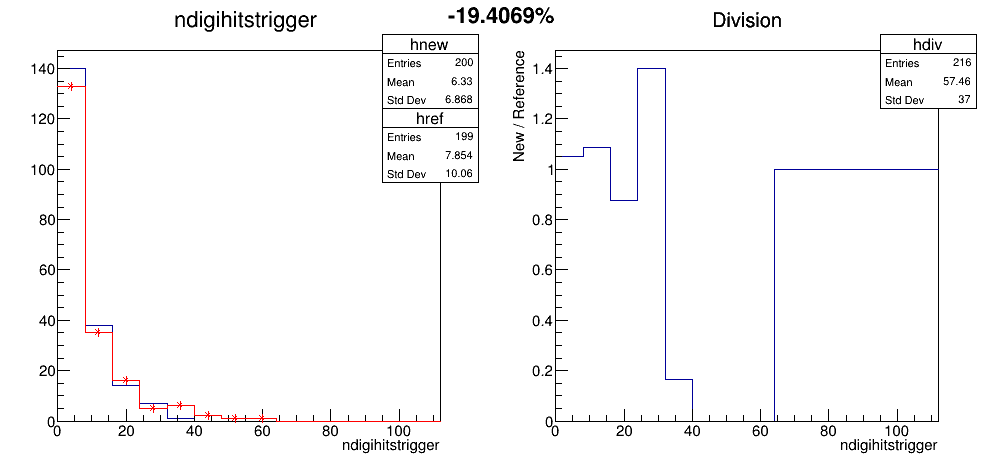 -19.4069%
ndigihitstrigger
hnew
Entries 200
Mean 6.33
Std Dev 6.868
href
Entries 199
Mean 7.854
Std Dev 10.06
140
120
100
80
60
40
20
0
0 20 40 60 80 100
ndigihitstrigger
Division
hdiv
Entries 216
Mean 57.46
Std Dev 37
New / Reference
1.4
1.2
1
0.8
0.6
0.4
0.2
0
0 20 40 60 80 100
ndigihitstrigger